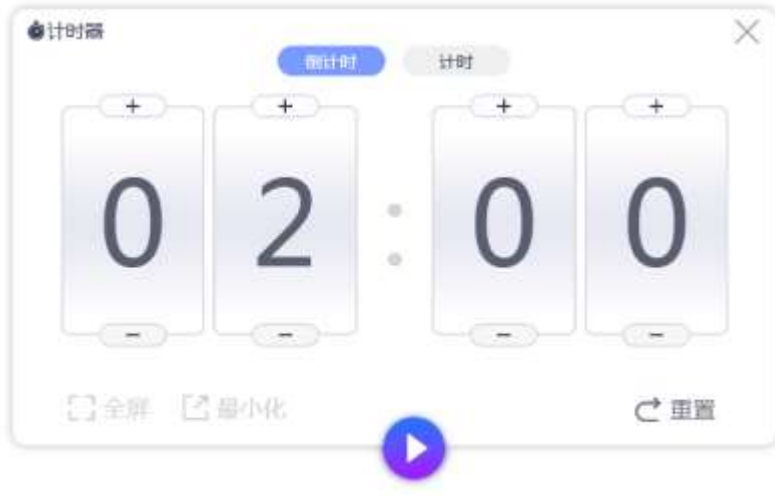 计时器
倒计时 计时
+ + + +
0 2 : 0 0
- - - -
全屏 最小化 重置